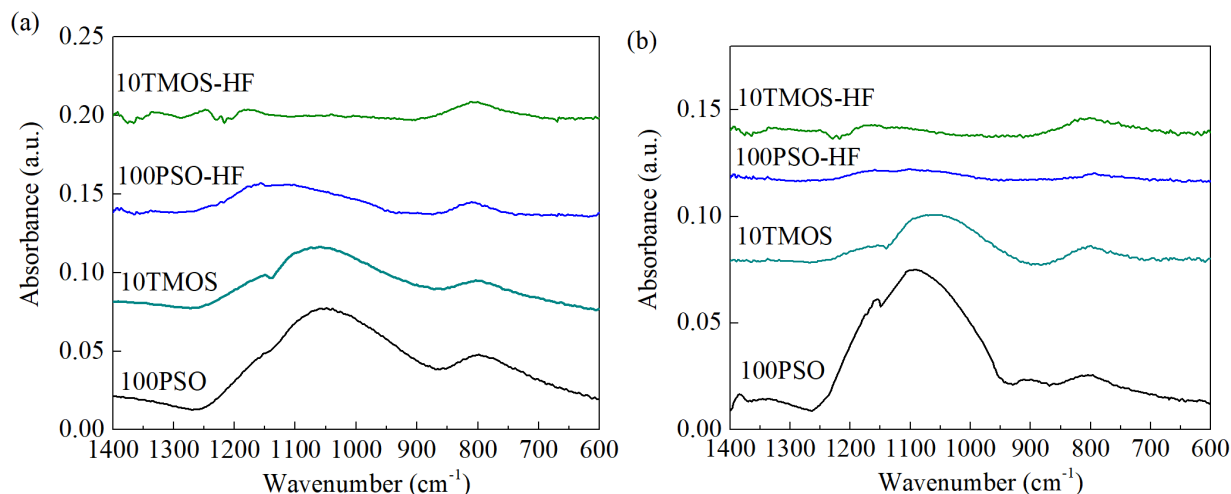 (a)
0.25
0.20
0.15
0.10
0.05
0.00
Absorbance (a.u.)
10TMOS-HF
100PSO-HF
10TMOS
100PSO
1400 1300 1200 1100 1000 900 800 700 600
Wavenumber (cm⁻¹)
(b)
0.15
0.10
0.05
0.00
Absorbance (a.u.)
10TMOS-HF
100PSO-HF
10TMOS
100PSO
1400 1300 1200 1100 1000 900 800 700 600
Wavenumber (cm⁻¹)